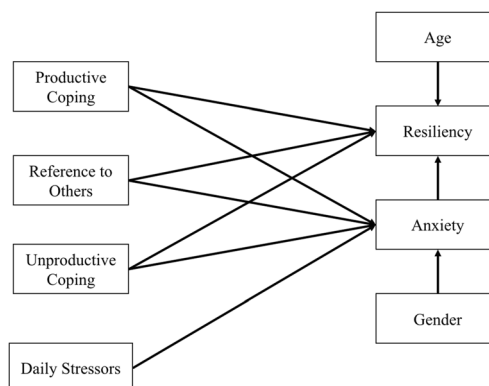 Age
Productive
Coping
Resiliency
Reference to
Others
Anxiety
Unproductive
Coping
Gender
Daily Stressors